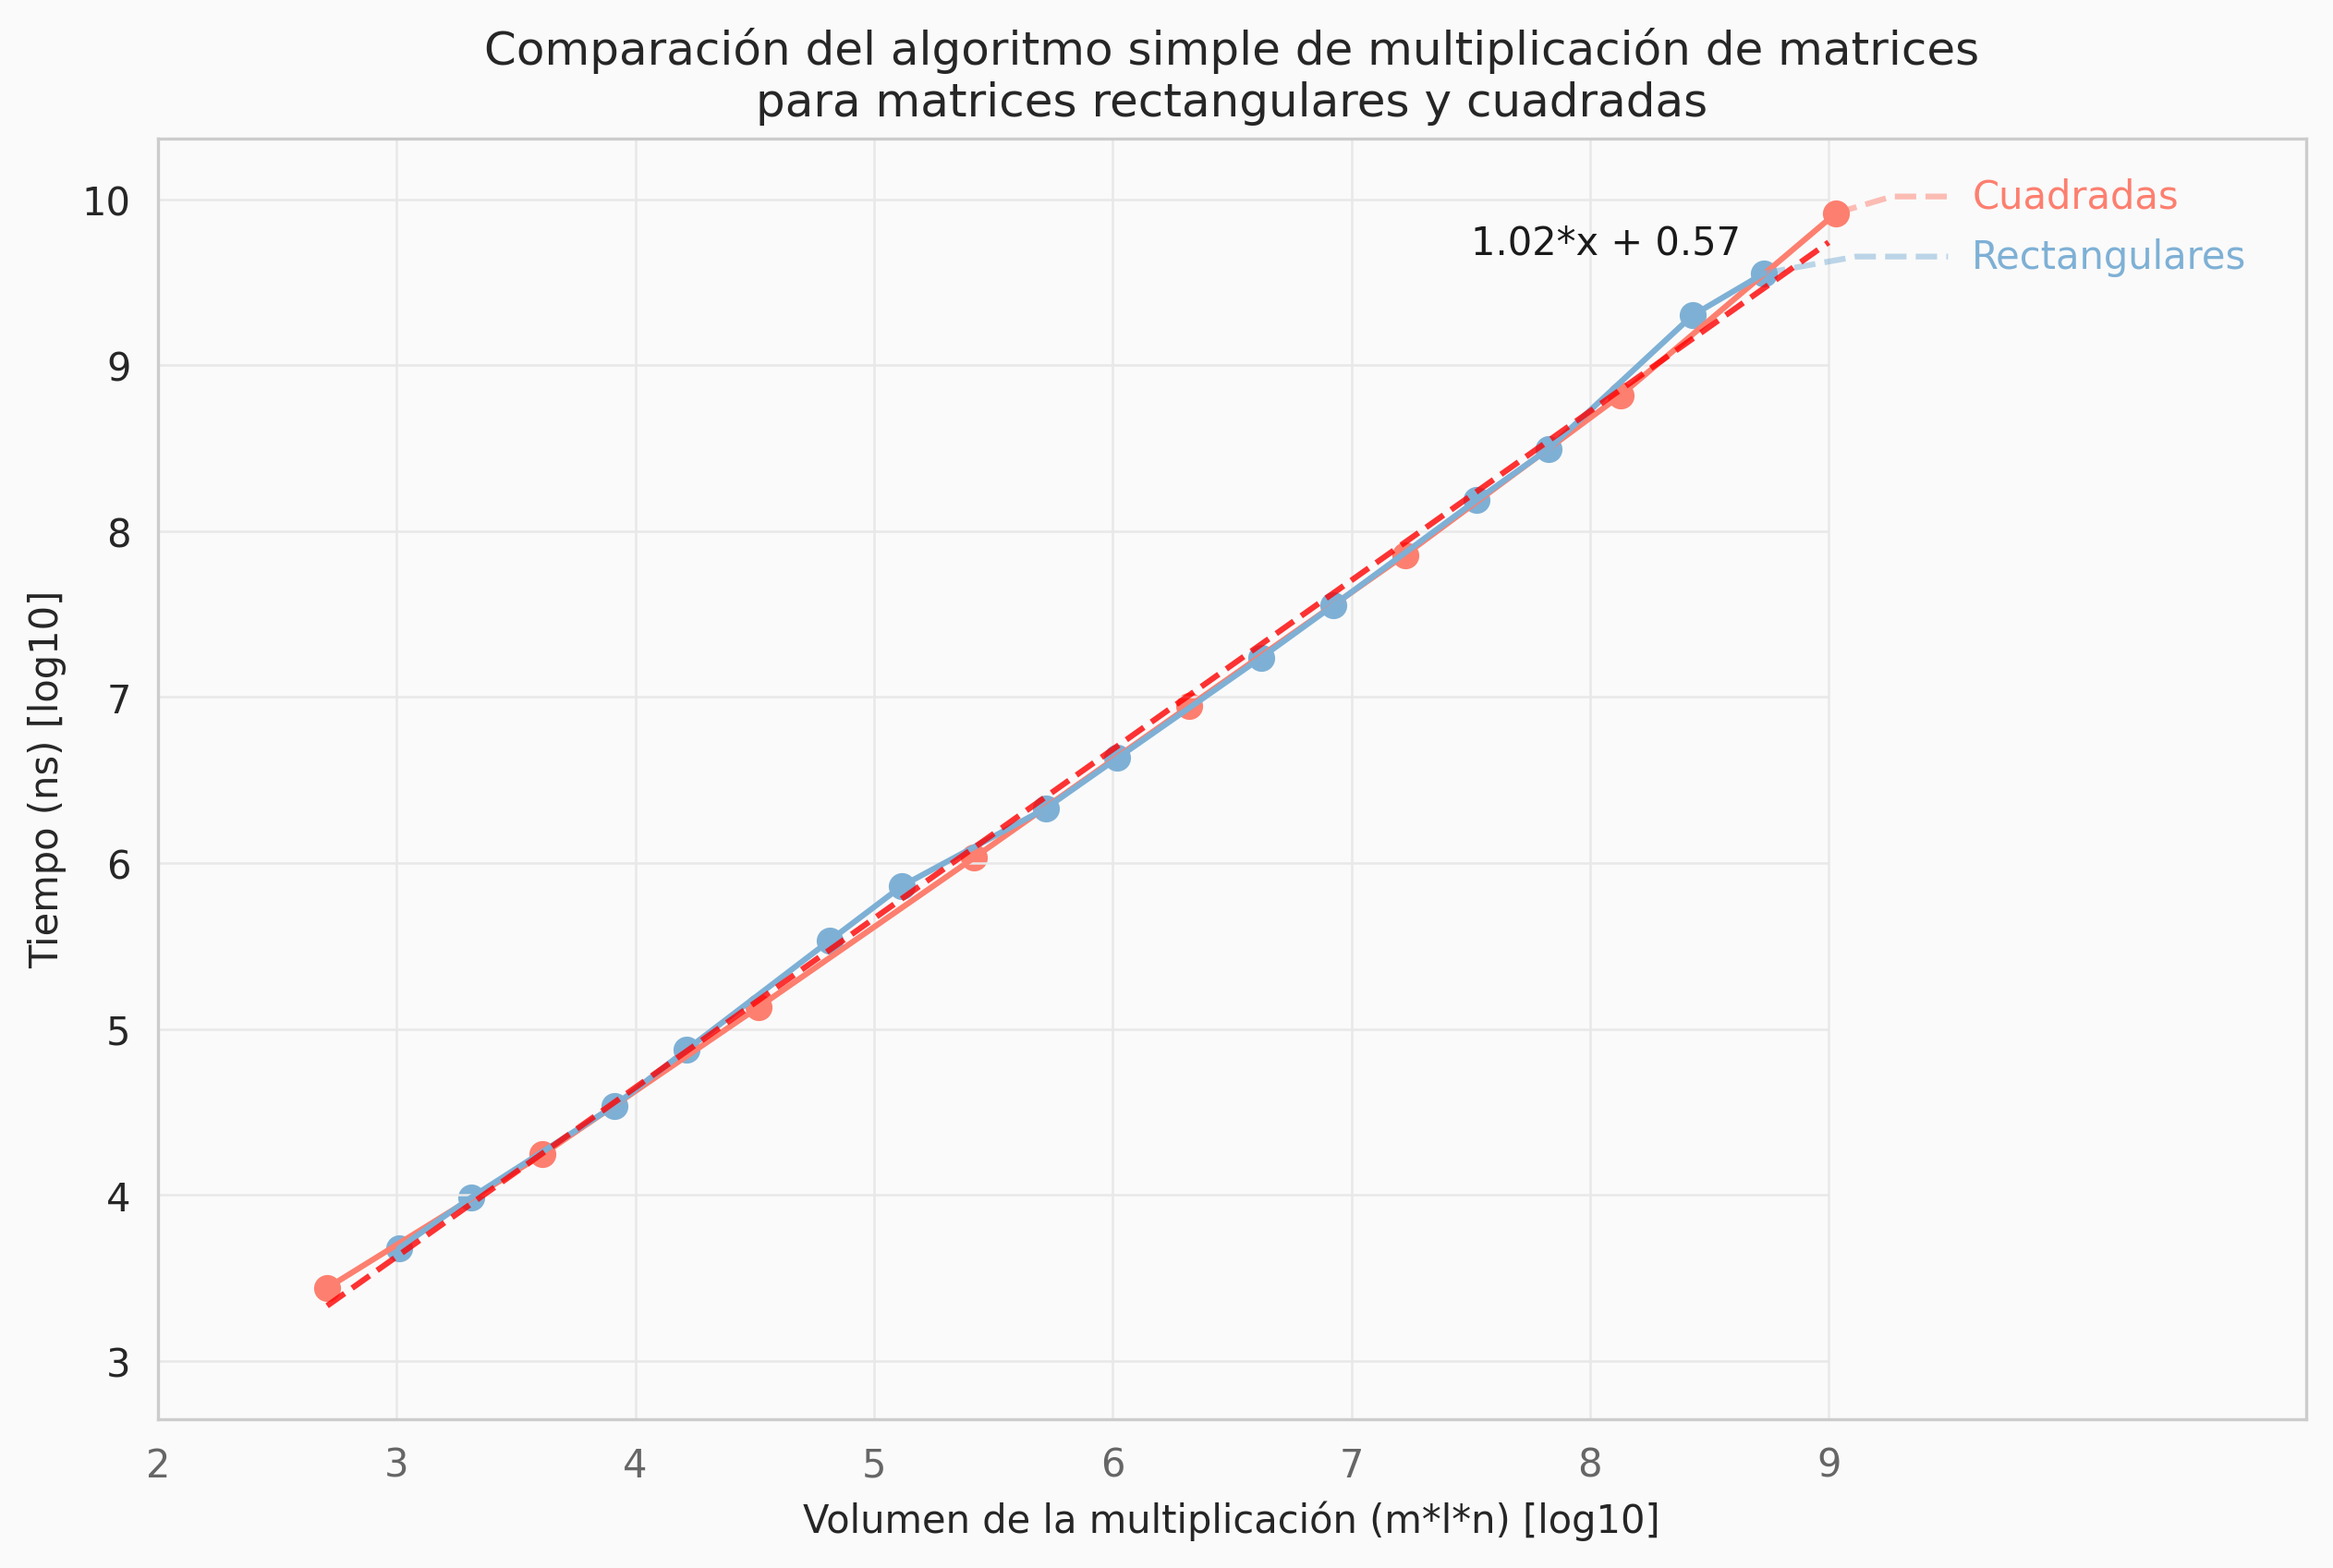 Comparación del algoritmo simple de multiplicación de matrices
para matrices rectangulares y cuadradas
10
9
8
7
6
5
4
3
Tiempo (ns) [log10]
1.02*x + 0.57
Cuadradas
Rectangulares
2 3 4 5 6 7 8 9
Volumen de la multiplicación (m*l*n) [log10]